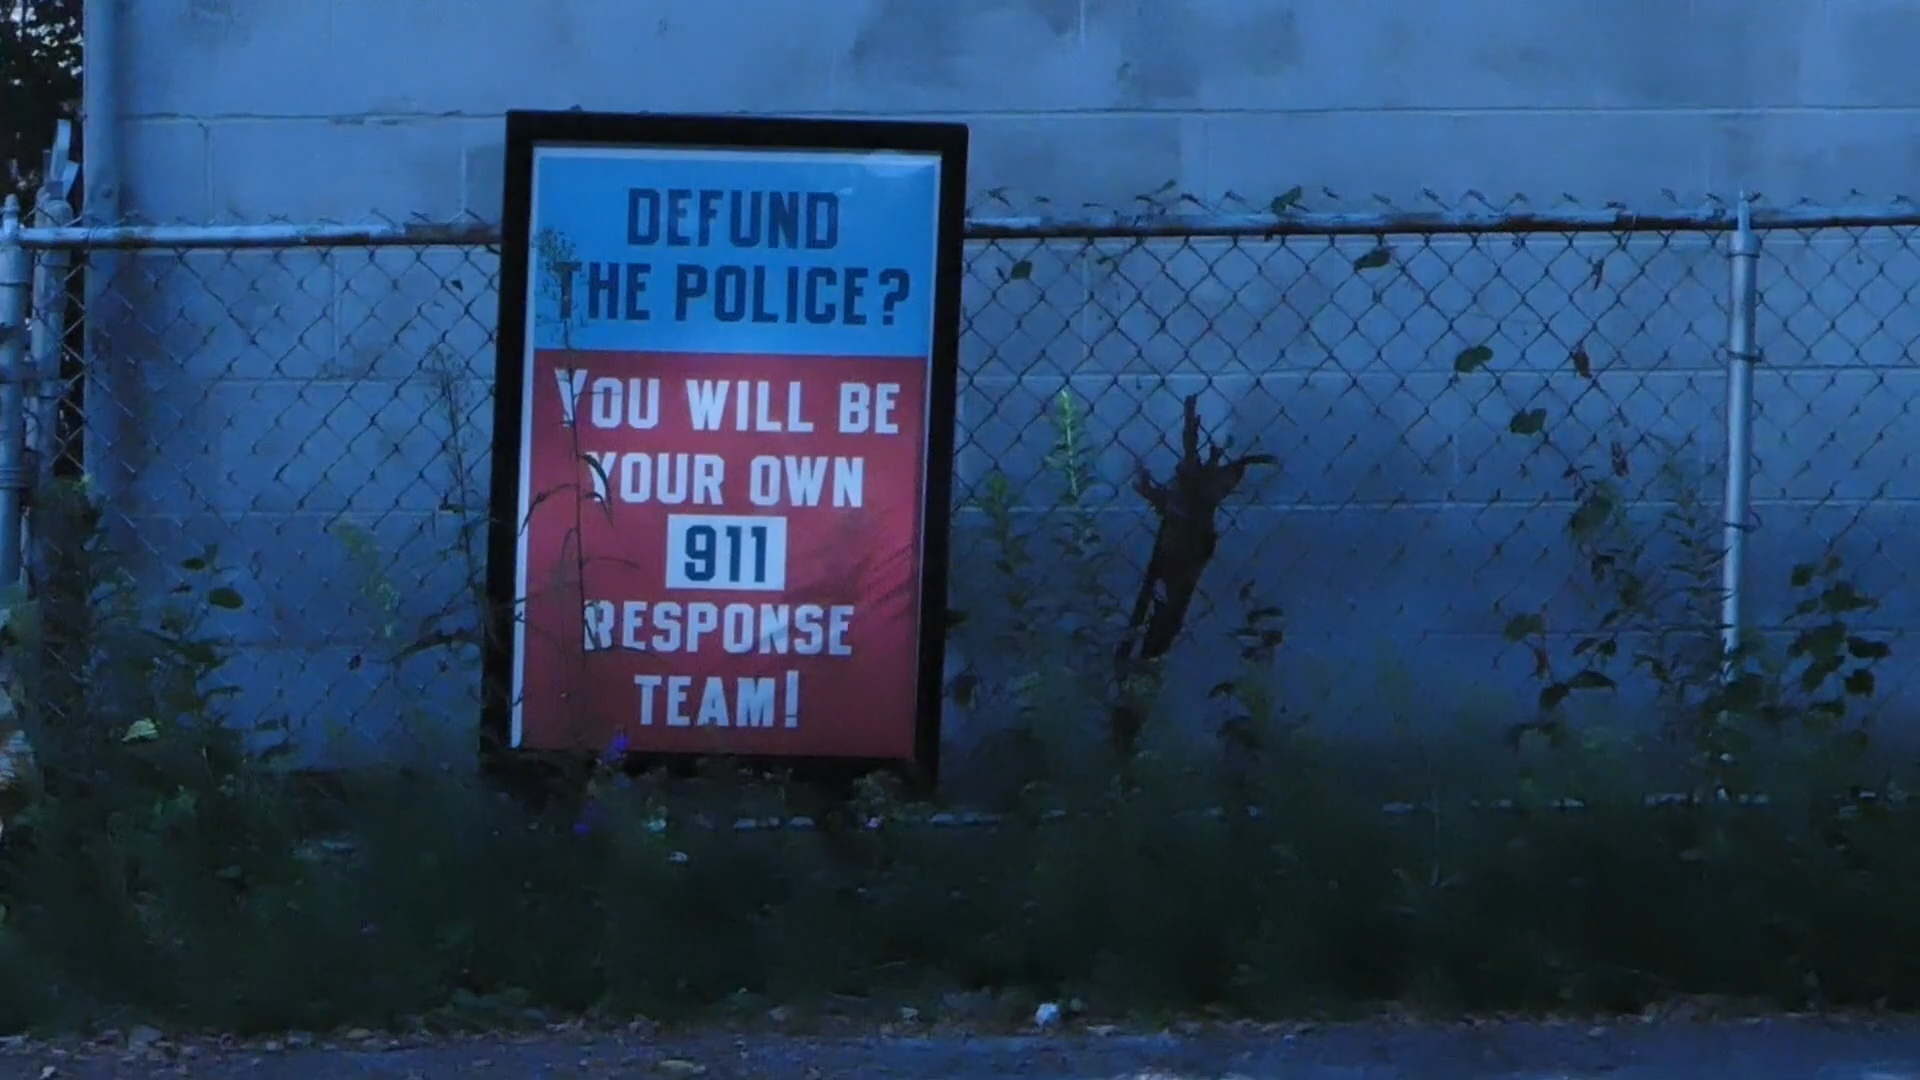 DEFUND
THE POLICE?
YOU WILL BE
YOUR OWN
911
RESPONSE
TEAM!